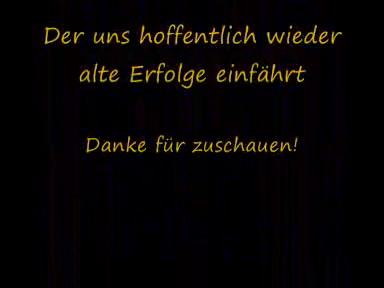 Der uns hoffentlich wieder
alte Erfolge einfährt
Danke für zuschauen!